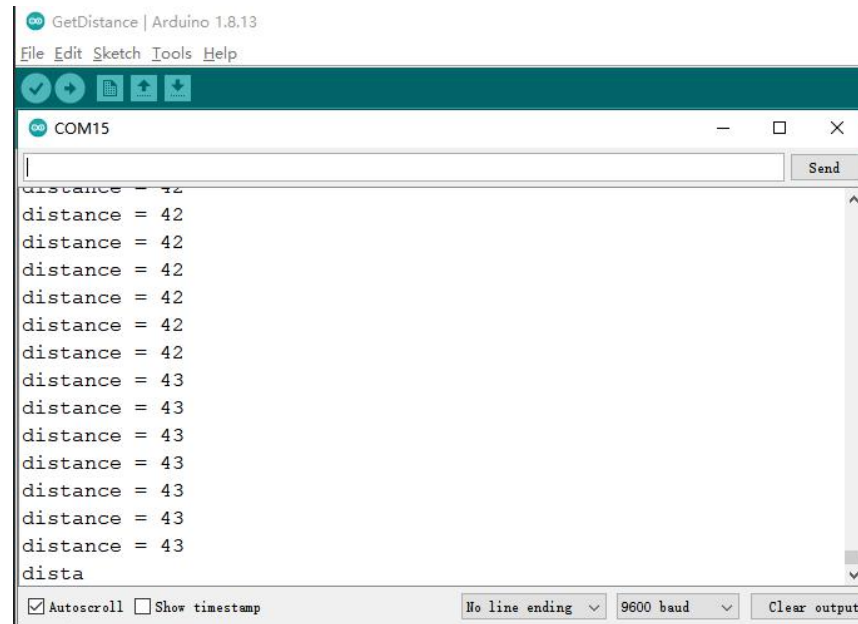 GetDistance | Arduino 1.8.13
File Edit Sketch Tools Help
COM15
Send
distance = 42
distance = 42
distance = 42
distance = 42
distance = 42
distance = 42
distance = 42
distance = 43
distance = 43
distance = 43
distance = 43
distance = 43
distance = 43
distance = 43
dista
Autoscroll Show timestamp No line ending 9600 baud Clear output